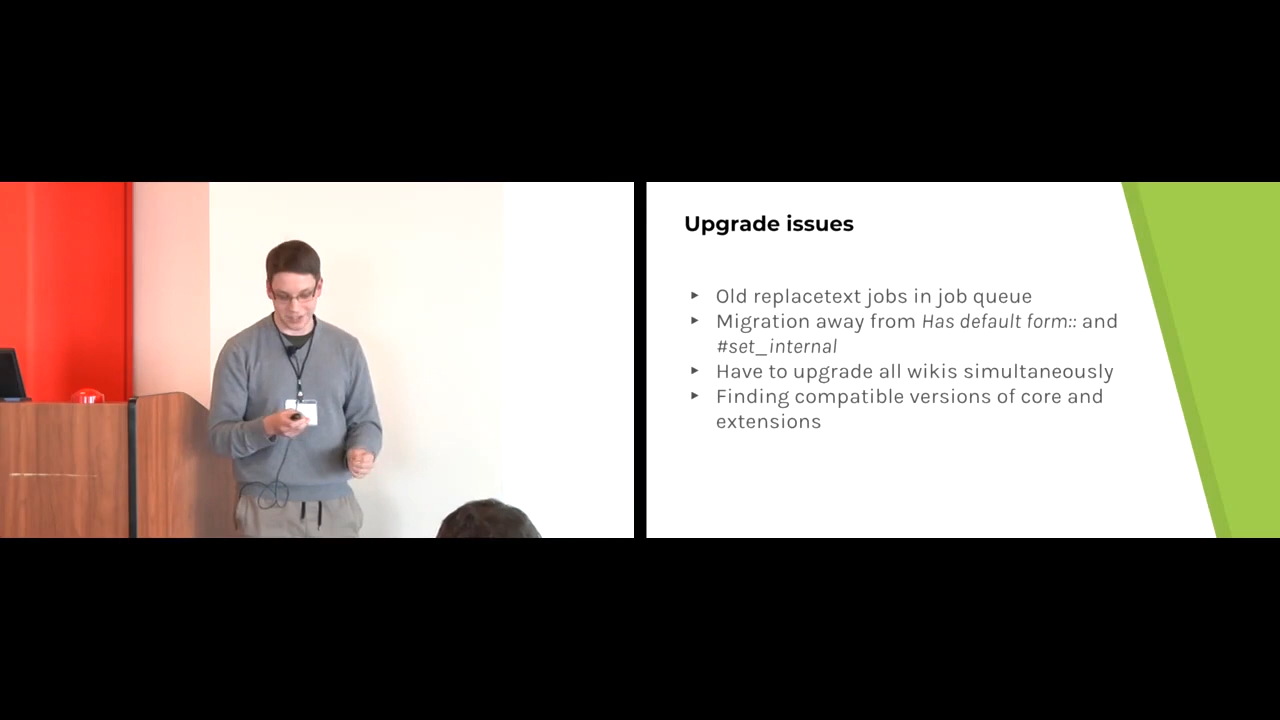 Upgrade issues
Old replacetext jobs in job queue
Migration away from Has default form:: and
#set_internal
Have to upgrade all wikis simultaneously
Finding compatible versions of core and
extensions